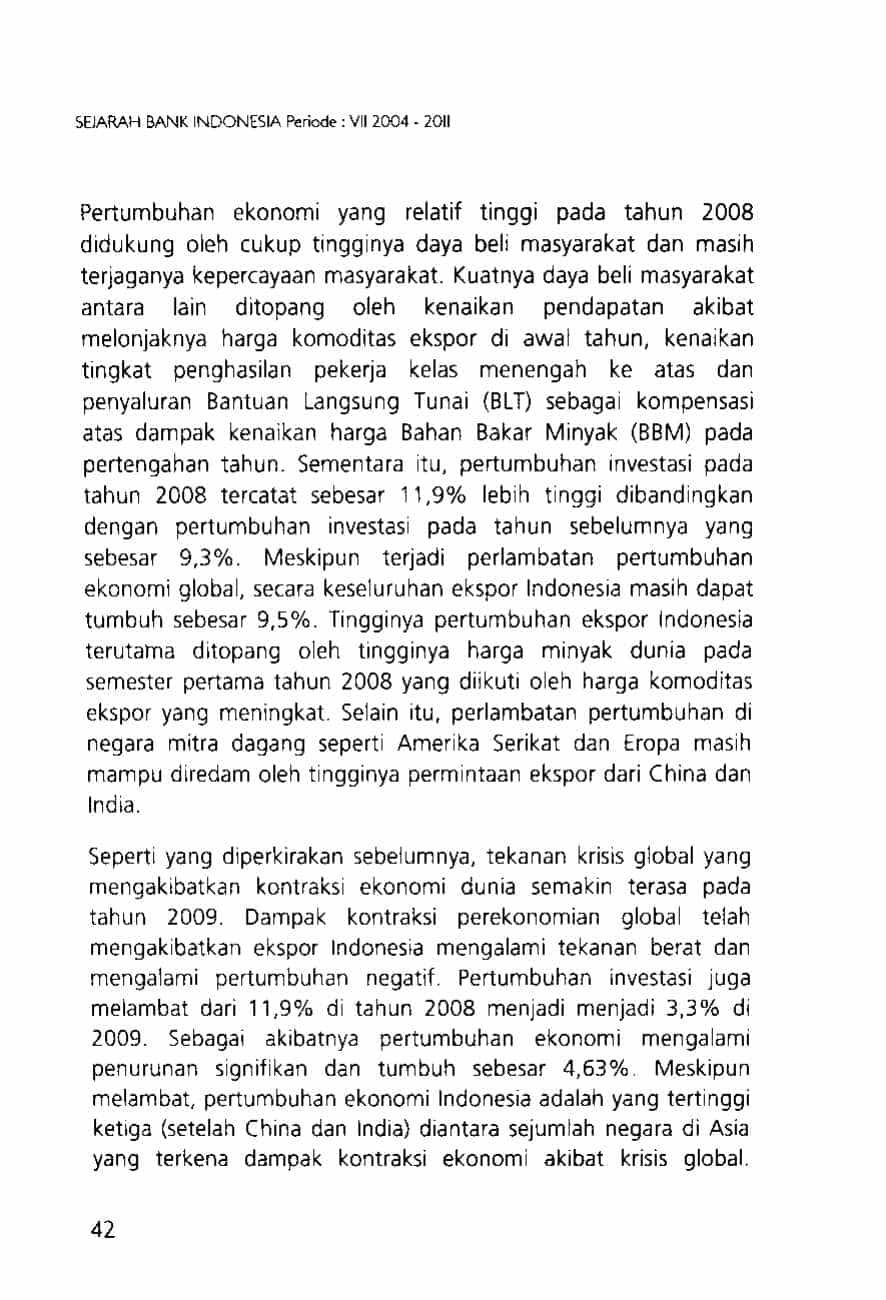 SEJARAH BANK INDONESIA Periode : VII 2004 - 2011
Pertumbuhan ekonomi yang relatif tinggi pada tahun 2008
didukung oleh cukup tingginya daya beli masyarakat dan masih
terjaganya kepercayaan masyarakat. Kuatnya daya beli masyarakat
antara lain ditopang oleh kenaikan pendapatan akibat
melonjaknya harga komoditas ekspor di awal tahun, kenaikan
tingkat penghasilan pekerja kelas menengah ke atas dan
penyaluran Bantuan Langsung Tunai (BLT) sebagai kompensasi
atas dampak kenaikan harga Bahan Bakar Minyak (BBM) pada
pertengahan tahun. Sementara itu, pertumbuhan investasi pada
tahun 2008 tercatat sebesar 11,9% lebih tinggi dibandingkan
dengan pertumbuhan investasi pada tahun sebelumnya yang
sebesar 9,3%. Meskipun terjadi perlambatan pertumbuhan
ekonomi global, secara keseluruhan ekspor Indonesia masih dapat
tumbuh sebesar 9,5%. Tingginya pertumbuhan ekspor Indonesia
terutama ditopang oleh tingginya harga minyak dunia pada
semester pertama tahun 2008 yang diikuti oleh harga komoditas
ekspor yang meningkat. Selain itu, perlambatan pertumbuhan di
negara mitra dagang seperti Amerika Serikat dan Eropa masih
mampu diredam oleh tingginya permintaan ekspor dari China dan
India.
Seperti yang diperkirakan sebelumnya, tekanan krisis global yang
mengakibatkan kontraksi ekonomi dunia semakin terasa pada
tahun 2009. Dampak kontraksi perekonomian global telah
mengakibatkan ekspor Indonesia mengalami tekanan berat dan
mengalami pertumbuhan negatif. Pertumbuhan investasi juga
melambat dari 11,9% di tahun 2008 menjadi menjadi 3,3% di
2009. Sebagai akibatnya pertumbuhan ekonomi mengalami
penurunan signifikan dan tumbuh sebesar 4,63%. Meskipun
melambat, pertumbuhan ekonomi Indonesia adalah yang tertinggi
ketiga (setelah China dan India) diantara sejumlah negara di Asia
yang terkena dampak kontraksi ekonomi akibat krisis global.
42